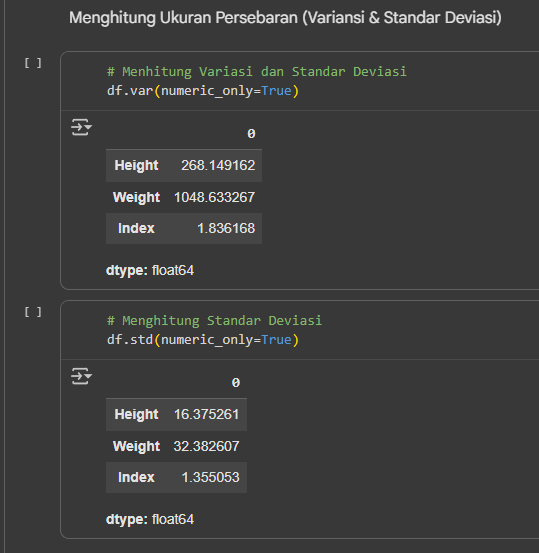 Menghitung Ukuran Persebaran (Variansi & Standar Deviasi)
[ ]
# Menhitung Variasi dan Standar Deviasi
df.var(numeric_only=True)
0
Height 268.149162
Weight 1048.633267
Index 1.836168
dtype: float64
[ ]
# Menghitung Standar Deviasi
df.std(numeric_only=True)
0
Height 16.375261
Weight 32.382607
Index 1.355053
dtype: float64